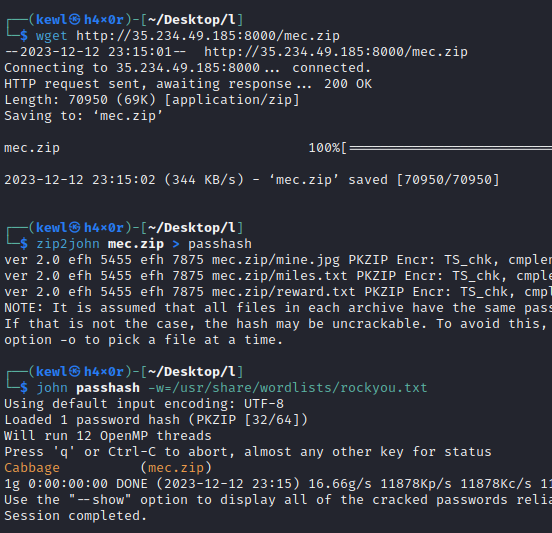 ┌──(kewl㉿h4×0r)-[~/Desktop/l]
└─$ wget http://35.234.49.185:8000/mec.zip
--2023-12-12 23:15:01--  http://35.234.49.185:8000/mec.zip
Connecting to 35.234.49.185:8000... connected.
HTTP request sent, awaiting response... 200 OK
Length: 70950 (69K) [application/zip]
Saving to: ‘mec.zip’
mec.zip                               100%[===========================
2023-12-12 23:15:02 (344 KB/s) - ‘mec.zip’ saved [70950/70950]
┌──(kewl㉿h4×0r)-[~/Desktop/l]
└─$ zip2john mec.zip > passhash
ver 2.0 efh 5455 efh 7875 mec.zip/mine.jpg PKZIP Encr: TS_chk, cmplen
ver 2.0 efh 5455 efh 7875 mec.zip/miles.txt PKZIP Encr: TS_chk, cmple
ver 2.0 efh 5455 efh 7875 mec.zip/reward.txt PKZIP Encr: TS_chk, cmpl
NOTE: It is assumed that all files in each archive have the same pass
If that is not the case, the hash may be uncrackable. To avoid this,
option -o to pick a file at a time.
┌──(kewl㉿h4×0r)-[~/Desktop/l]
└─$ john passhash -w=/usr/share/wordlists/rockyou.txt
Using default input encoding: UTF-8
Loaded 1 password hash (PKZIP [32/64])
Will run 12 OpenMP threads
Press 'q' or Ctrl-C to abort, almost any other key for status
Cabbage          (mec.zip)
1g 0:00:00:00 DONE (2023-12-12 23:15) 16.66g/s 11878Kp/s 11878Kc/s 11
Use the "--show" option to display all of the cracked passwords relia
Session completed.